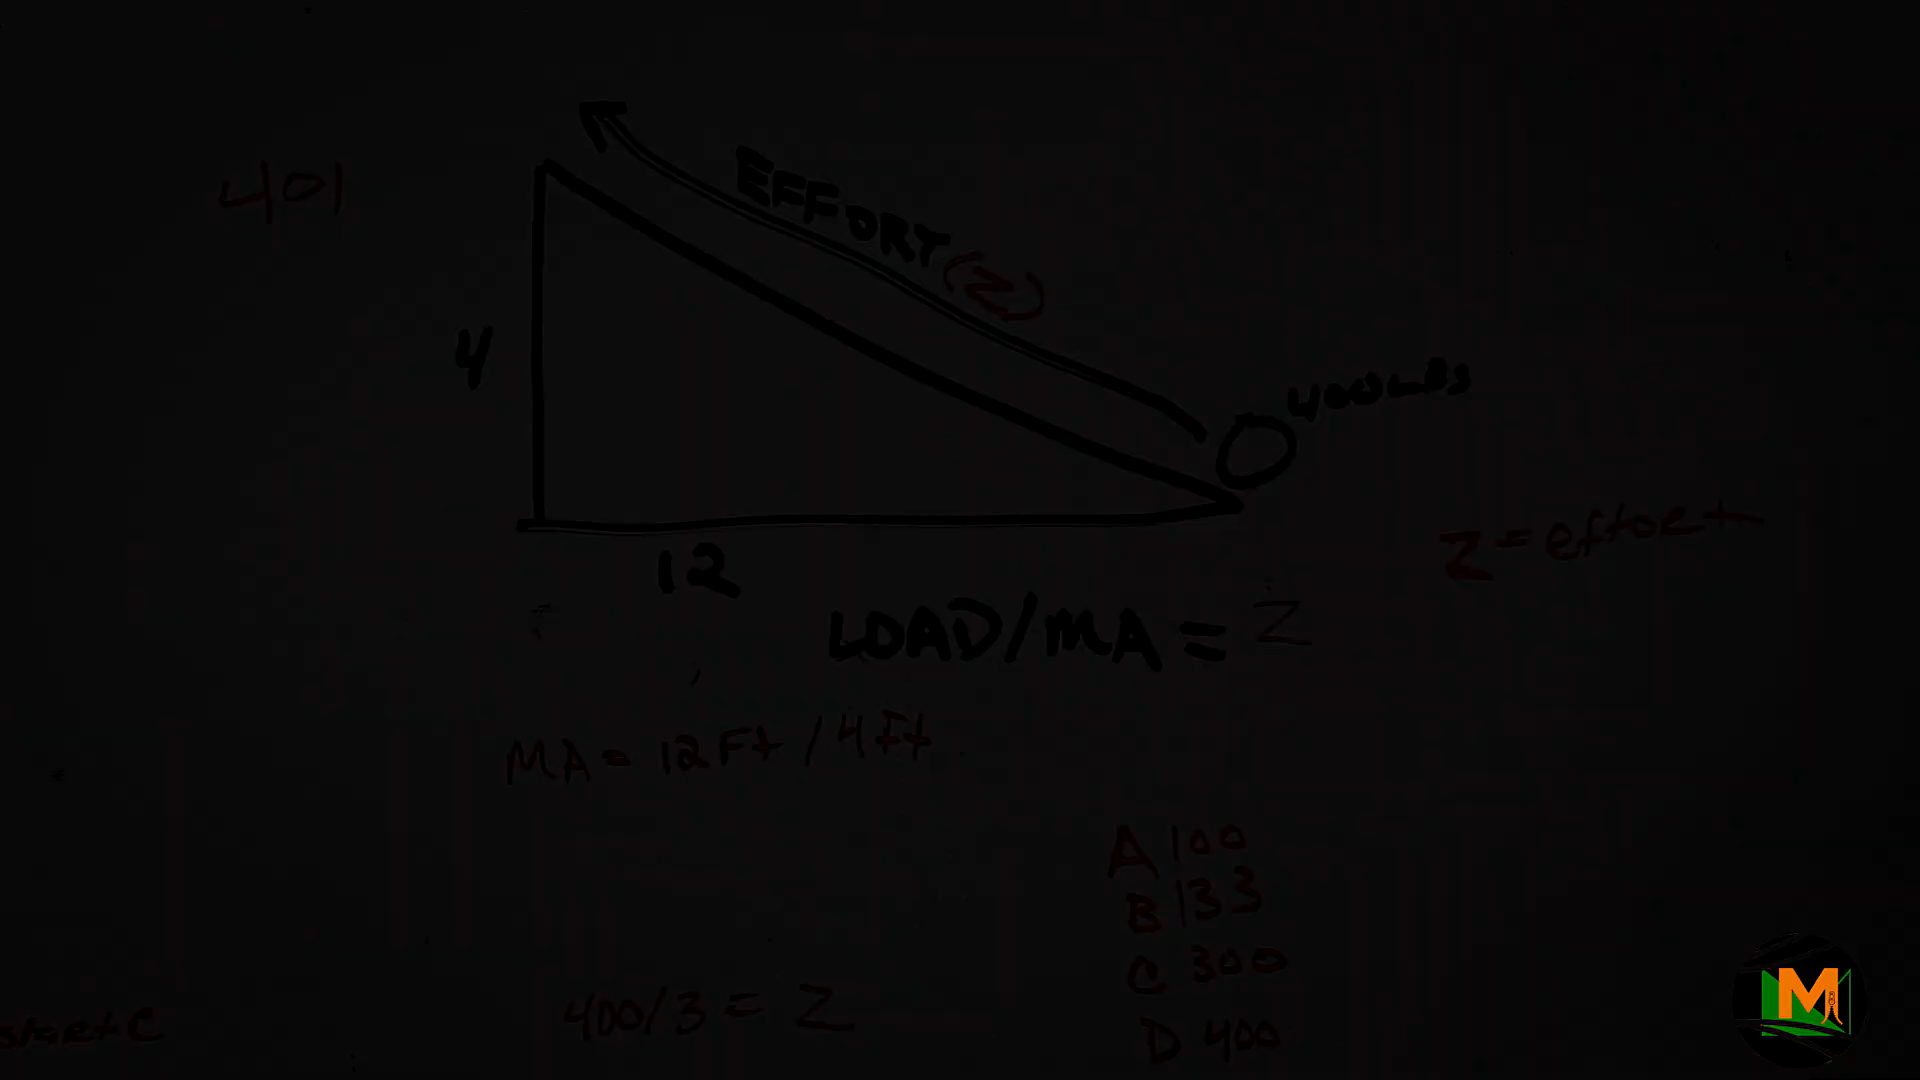 401
EFFORT (Z)
4
400LBS
12
Z = effort
LOAD/MA = Z
MA = 12Ft / 4Ft
A 100
B 133
C 300
D 400
400/3 = Z
M